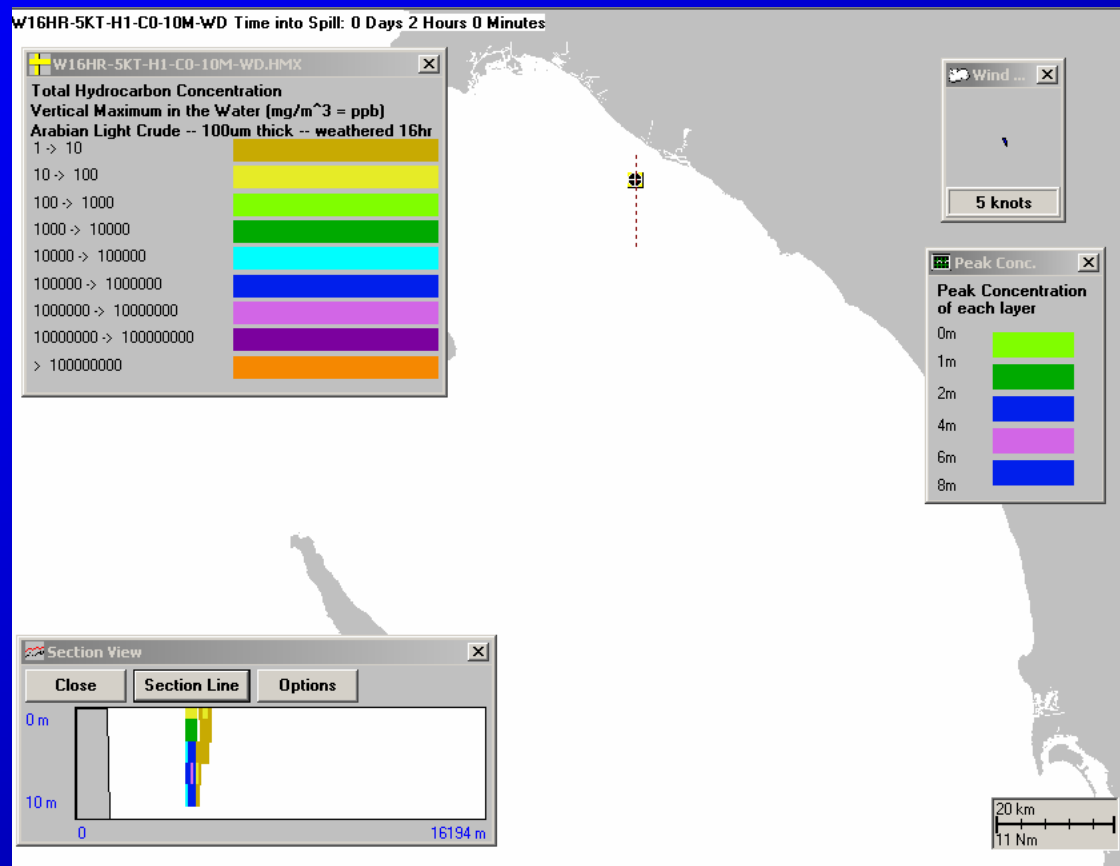 W16HR-5KT-H1-C0-10M-WD Time into Spill: 0 Days 2 Hours 0 Minutes
W16HR-5KT-H1-C0-10M-WD.HMX
Total Hydrocarbon Concentration
Vertical Maximum in the Water (mg/m^3 = ppb)
Arabian Light Crude -- 100um thick -- weathered 16hr
1 -> 10
10 -> 100
100 -> 1000
1000 -> 10000
10000 -> 100000
100000 -> 1000000
1000000 -> 10000000
10000000 -> 100000000
> 100000000
Wind ...
5 knots
Peak Conc.
Peak Concentration
of each layer
0m
1m
2m
4m
6m
8m
Section View
Close Section Line Options
0 m
10 m
0 16194 m
20 km
11 Nm